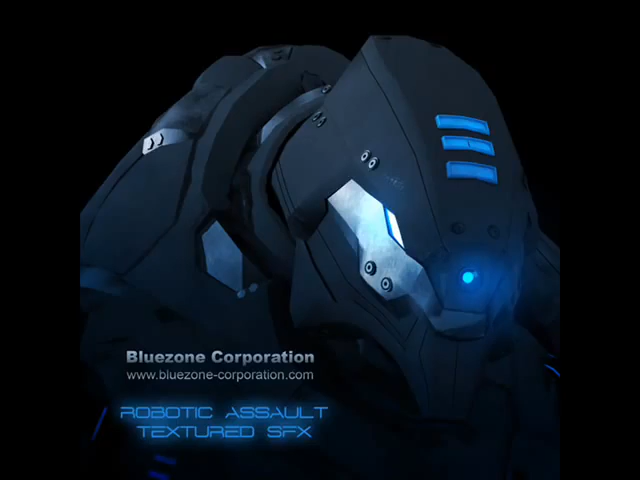 Bluezone Corporation
www.bluezone-corporation.com
ROBOTIC ASSAULT
TEXTURED SFX